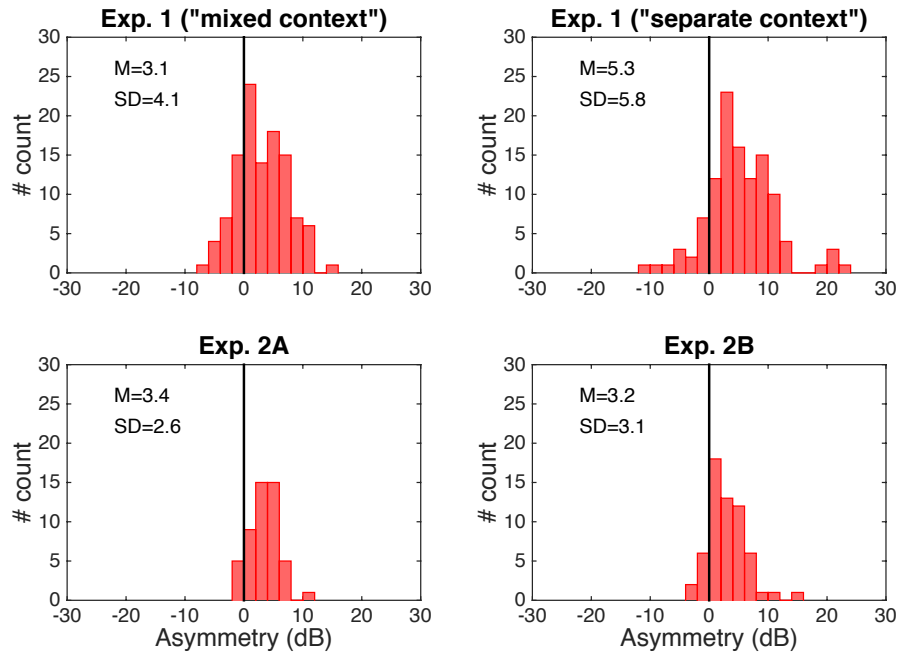 Exp. 1 ("mixed context")
30
25
20
15
10
5
0
# count
M=3.1
SD=4.1
-30 -20 -10 0 10 20 30
Exp. 1 ("separate context")
30
25
20
15
10
5
0
# count
M=5.3
SD=5.8
-30 -20 -10 0 10 20 30
Exp. 2A
30
25
20
15
10
5
0
# count
M=3.4
SD=2.6
-30 -20 -10 0 10 20 30
Asymmetry (dB)
Exp. 2B
30
25
20
15
10
5
0
# count
M=3.2
SD=3.1
-30 -20 -10 0 10 20 30
Asymmetry (dB)